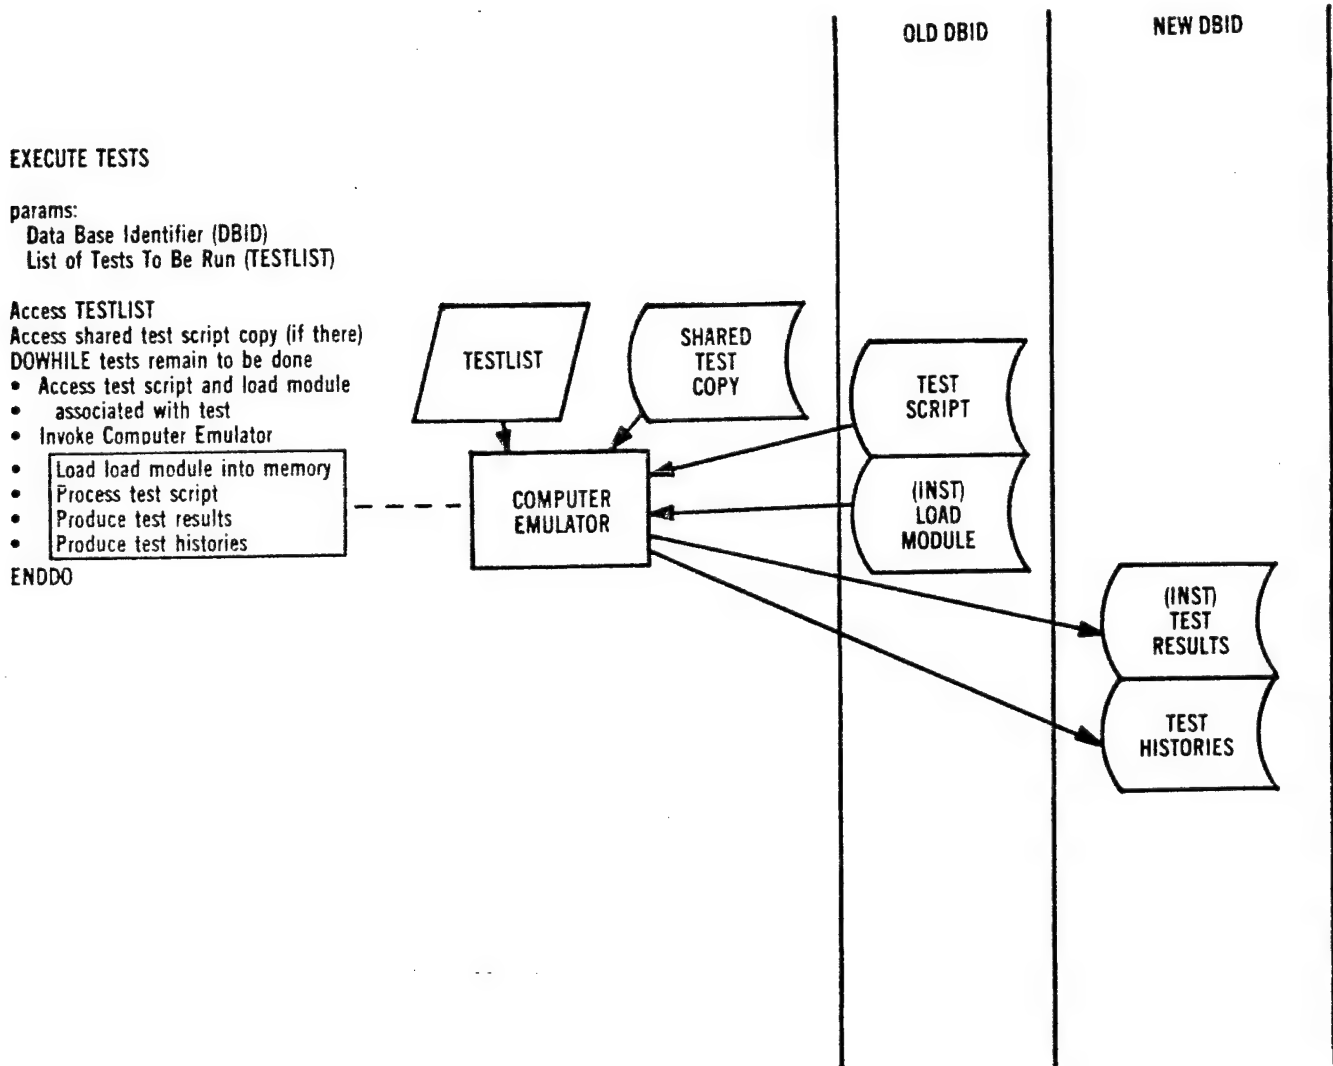 OLD DBID
NEW DBID
EXECUTE TESTS
params:
Data Base Identifier (DBID)
List of Tests To Be Run (TESTLIST)
Access TESTLIST
Access shared test script copy (if there)
DOWHILE tests remain to be done
• Access test script and load module
• associated with test
• Invoke Computer Emulator
• Load load module into memory
• Process test script
• Produce test results
• Produce test histories
ENDDO
TESTLIST
SHARED
TEST
COPY
TEST
SCRIPT
COMPUTER
EMULATOR
(INST)
LOAD
MODULE
(INST)
TEST
RESULTS
TEST
HISTORIES